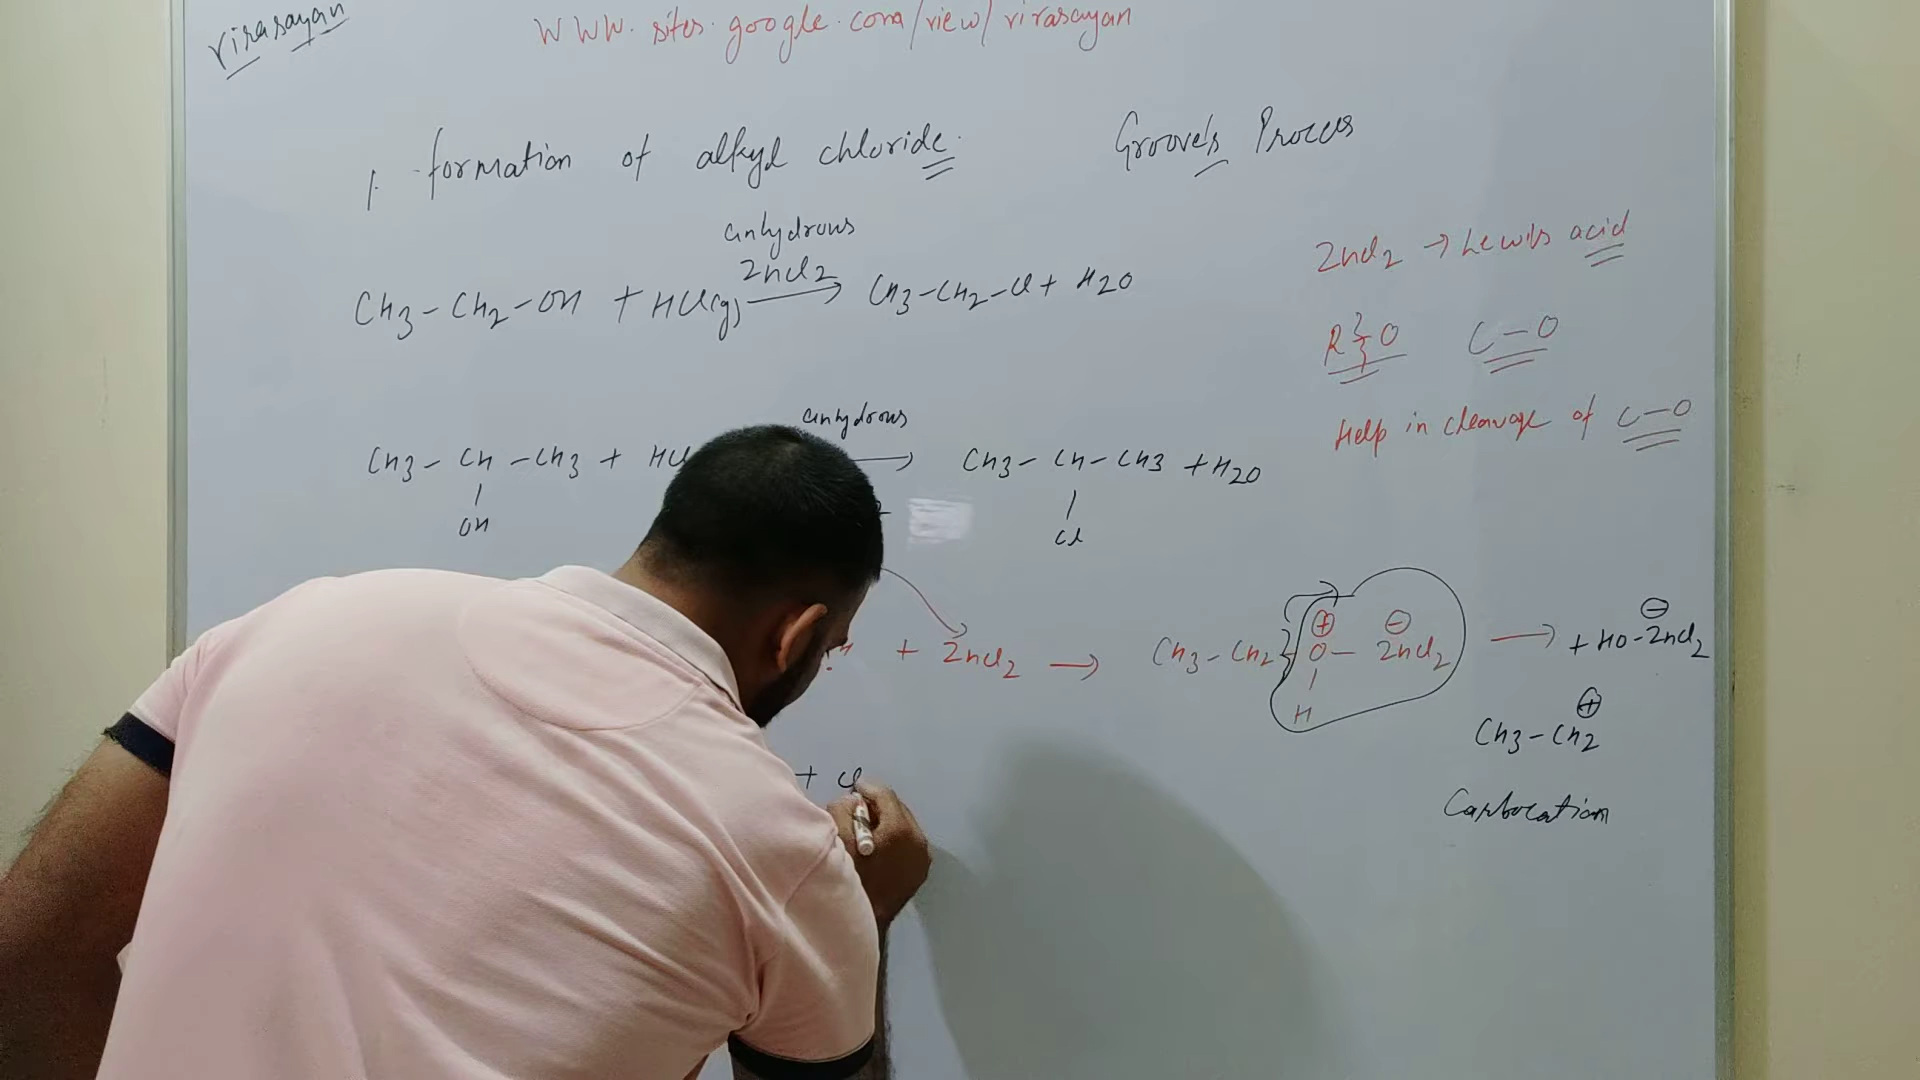 virasayan
WWW.sites.google.com/view/virasayan
1. formation of alkyl chloride. Groove's Process
anhydrous
ZnCl2
CH3-CH2-OH + HCl(g) → CH3-CH2-Cl + H2O
ZnCl2 → Lewis acid
R-O C-O
Help in cleavage of C-O
anhydrous
CH3-CH-CH3 + HCl → CH3-CH-CH3 + H2O
OH Cl
+ ZnCl2 → CH3-CH2 O- ZnCl2 → + HO-ZnCl2
⊕ ⊖ ⊖
H
⊕
CH3-CH2
+ Cl
Carbocation